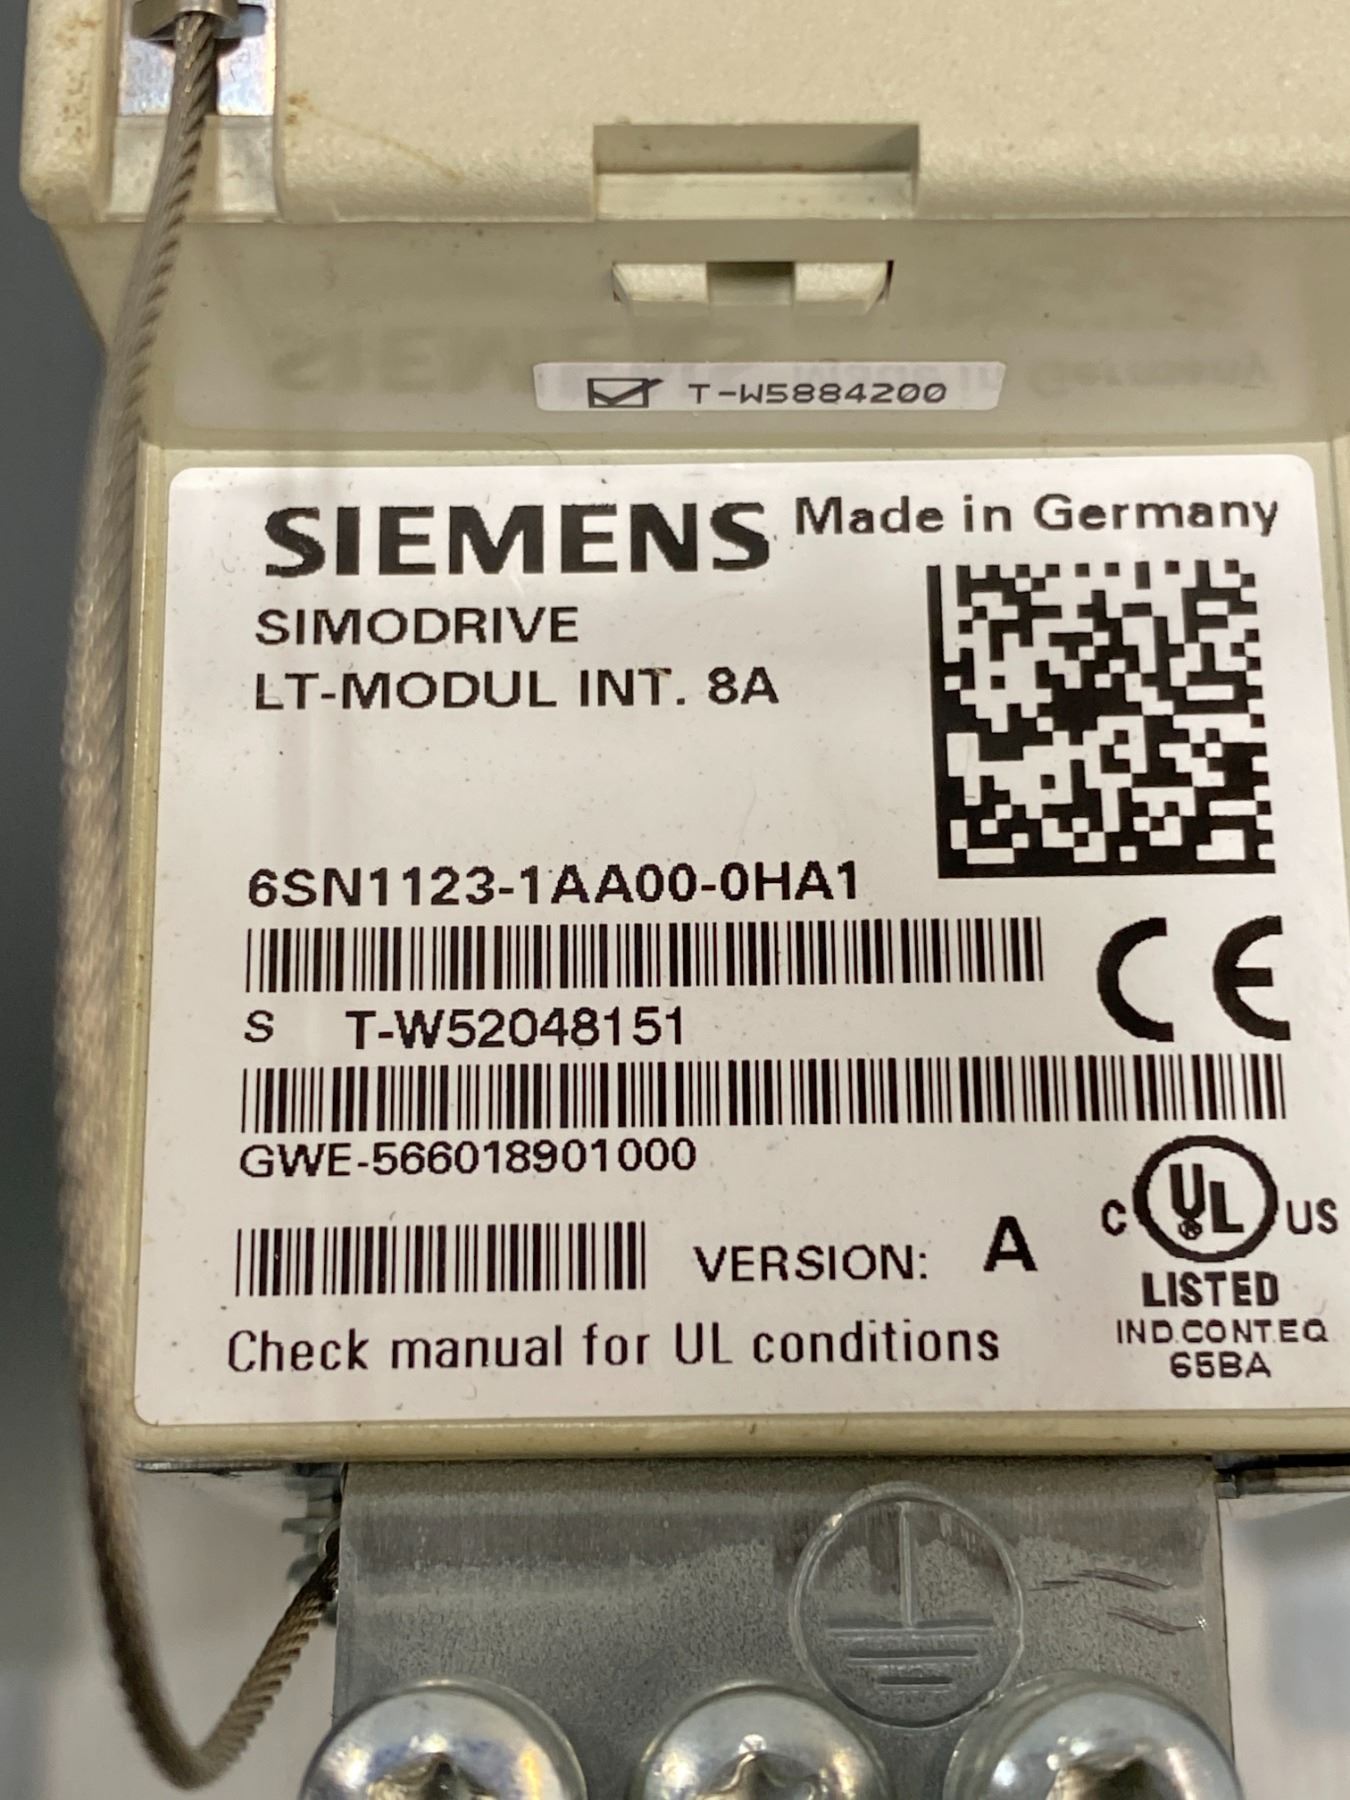 T-W5884200
SIEMENS Made in Germany
SIMODRIVE
LT-MODUL INT. 8A
6SN1123-1AA00-0HA1
S T-W52048151
GWE-566018901000
VERSION: A
C UL US
LISTED
IND.CONT.EQ
65BA
Check manual for UL conditions
CE